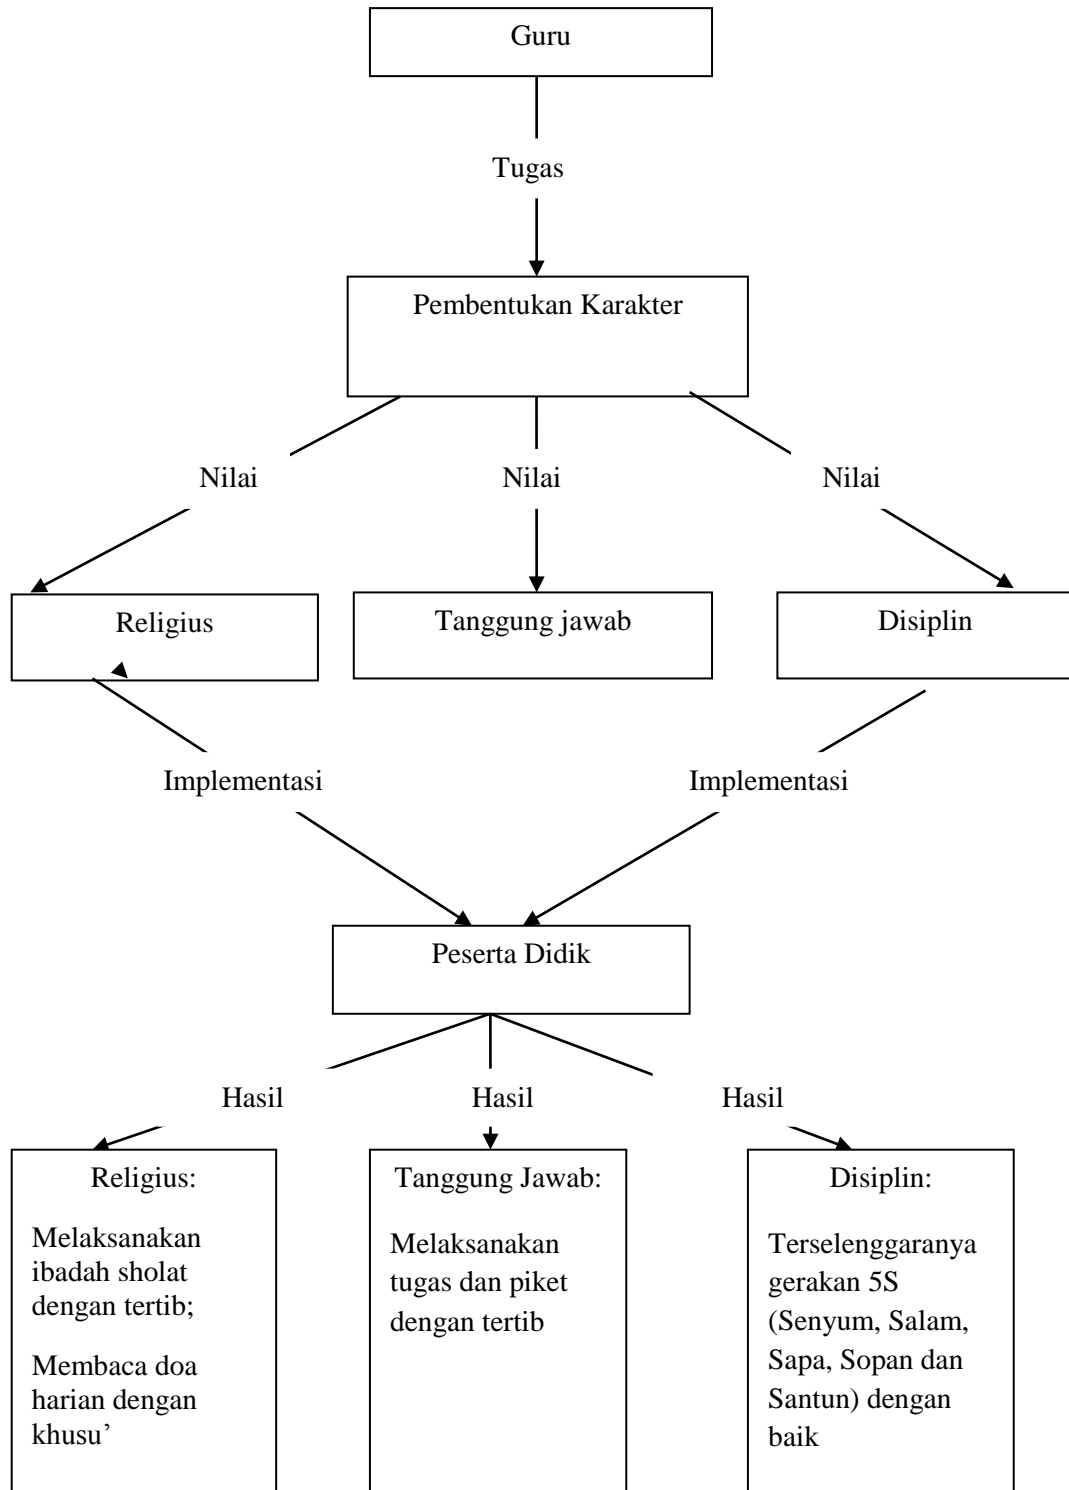 Guru
Tugas
Pembentukan Karakter
Nilai
Nilai
Nilai
Religius
Tanggung jawab
Disiplin
Implementasi
Implementasi
Peserta Didik
Hasil
Hasil
Hasil
Religius:
Melaksanakan
ibadah sholat
dengan tertib;
Membaca doa
harian dengan
khusu’
Tanggung Jawab:
Melaksanakan
tugas dan piket
dengan tertib
Disiplin:
Terselenggaranya
gerakan 5S
(Senyum, Salam,
Sapa, Sopan dan
Santun) dengan
baik